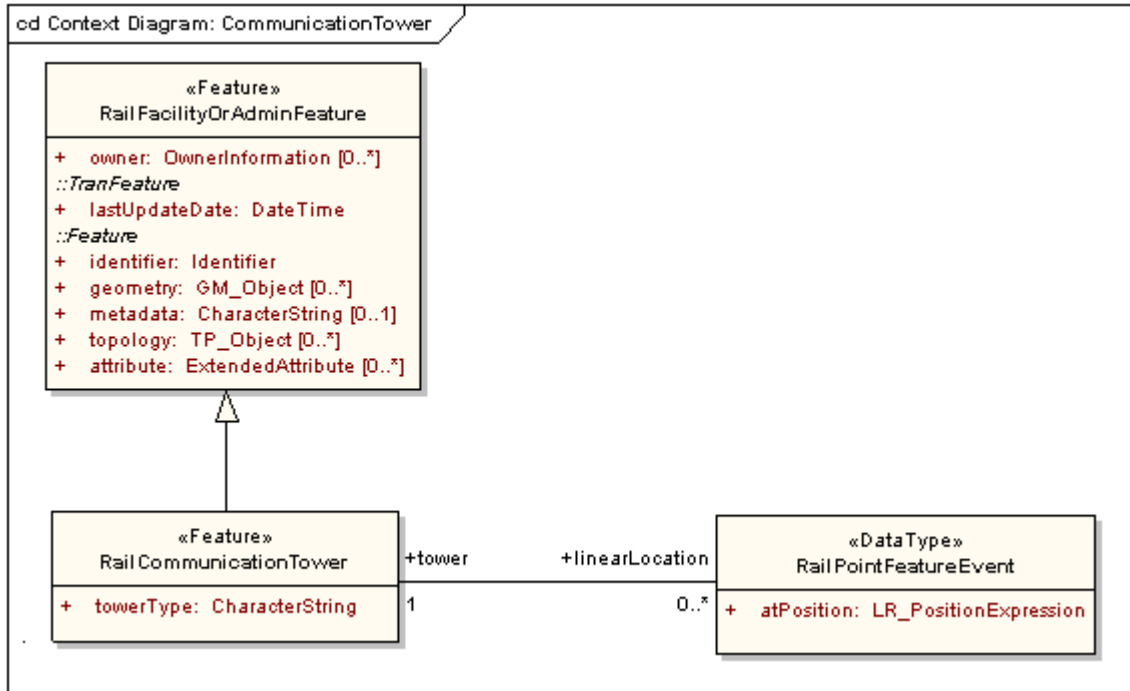 cd Context Diagram: CommunicationTower
«Feature»
RailFacilityOrAdminFeature
+ owner: OwnerInformation [0..*]
::TranFeature
+ lastUpdateDate: DateTime
::Feature
+ identifier: Identifier
+ geometry: GM_Object [0..*]
+ metadata: CharacterString [0..1]
+ topology: TP_Object [0..*]
+ attribute: ExtendedAttribute [0..*]
«Feature»
RailCommunicationTower
+ towerType: CharacterString
+tower
+linearLocation
1
0..*
«DataType»
RailPointFeatureEvent
+ atPosition: LR_PositionExpression